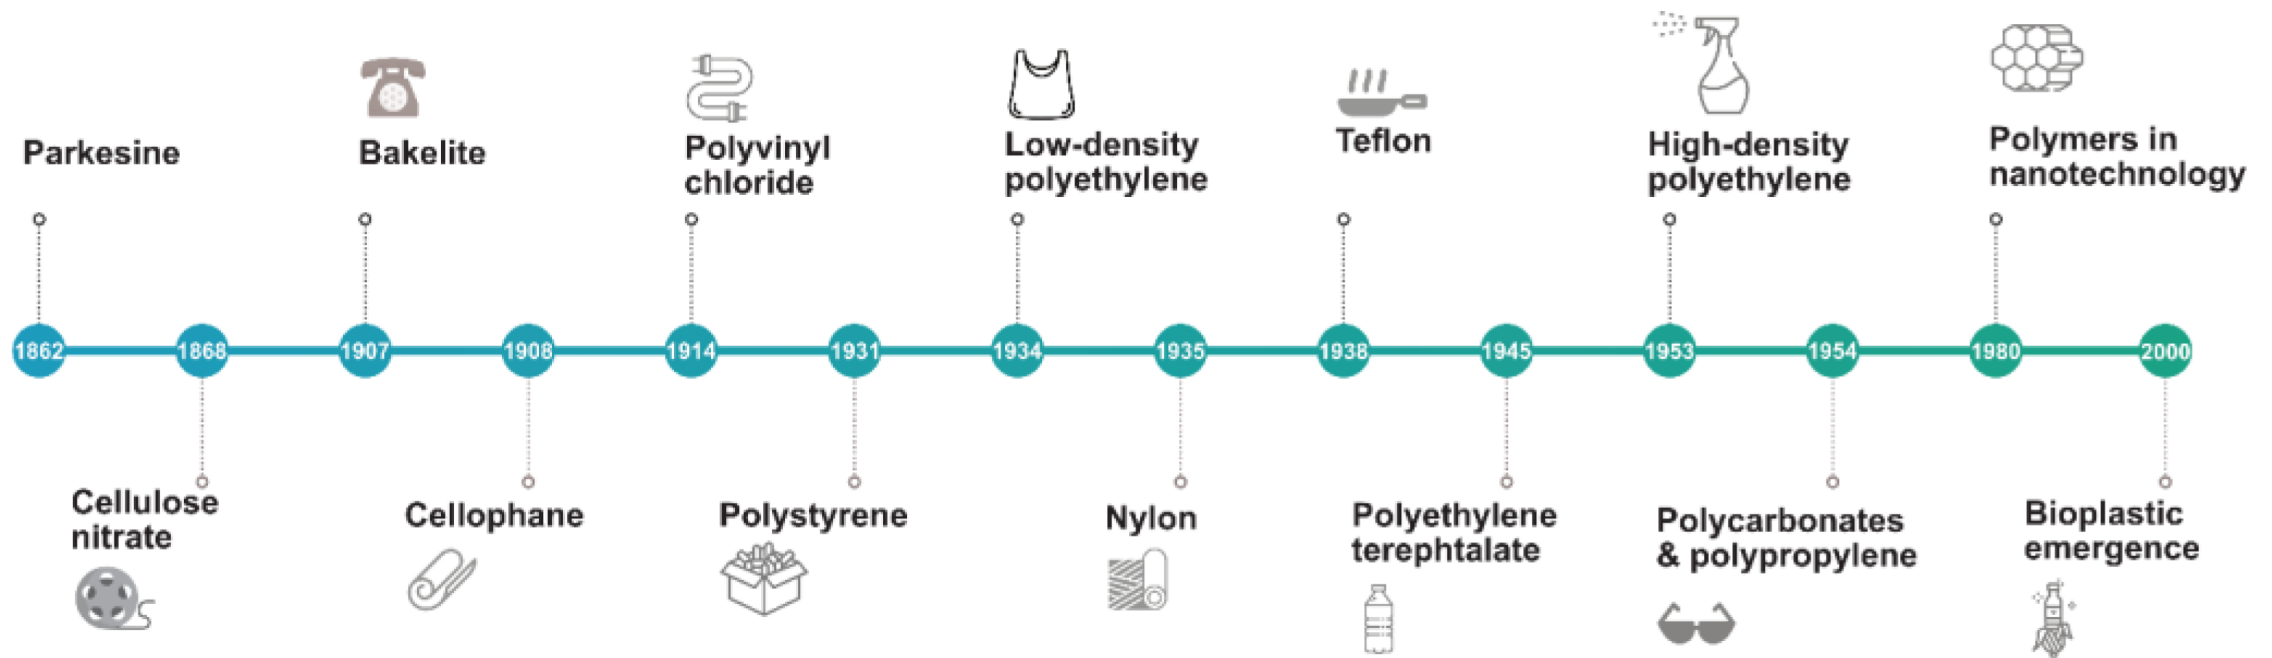 Parkesine
Bakelite
Polyvinyl
chloride
Low-density
polyethylene
Teflon
High-density
polyethylene
Polymers in
nanotechnology
1862
1868
1907
1908
1914
1931
1934
1935
1938
1945
1953
1954
1980
2000
Cellulose
nitrate
Cellophane
Polystyrene
Nylon
Polyethylene
terephtalate
Polycarbonates
& polypropylene
Bioplastic
emergence